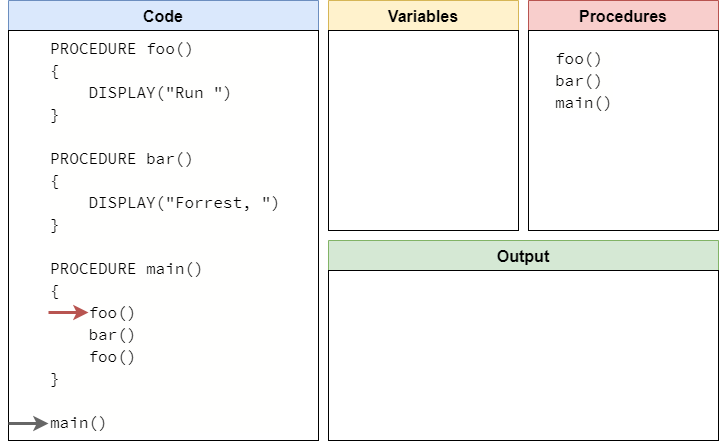 Code
PROCEDURE foo()
{
    DISPLAY("Run ")
}
PROCEDURE bar()
{
    DISPLAY("Forrest, ")
}
PROCEDURE main()
{
    foo()
    bar()
    foo()
}
main()
Variables
Procedures
foo()
bar()
main()
Output